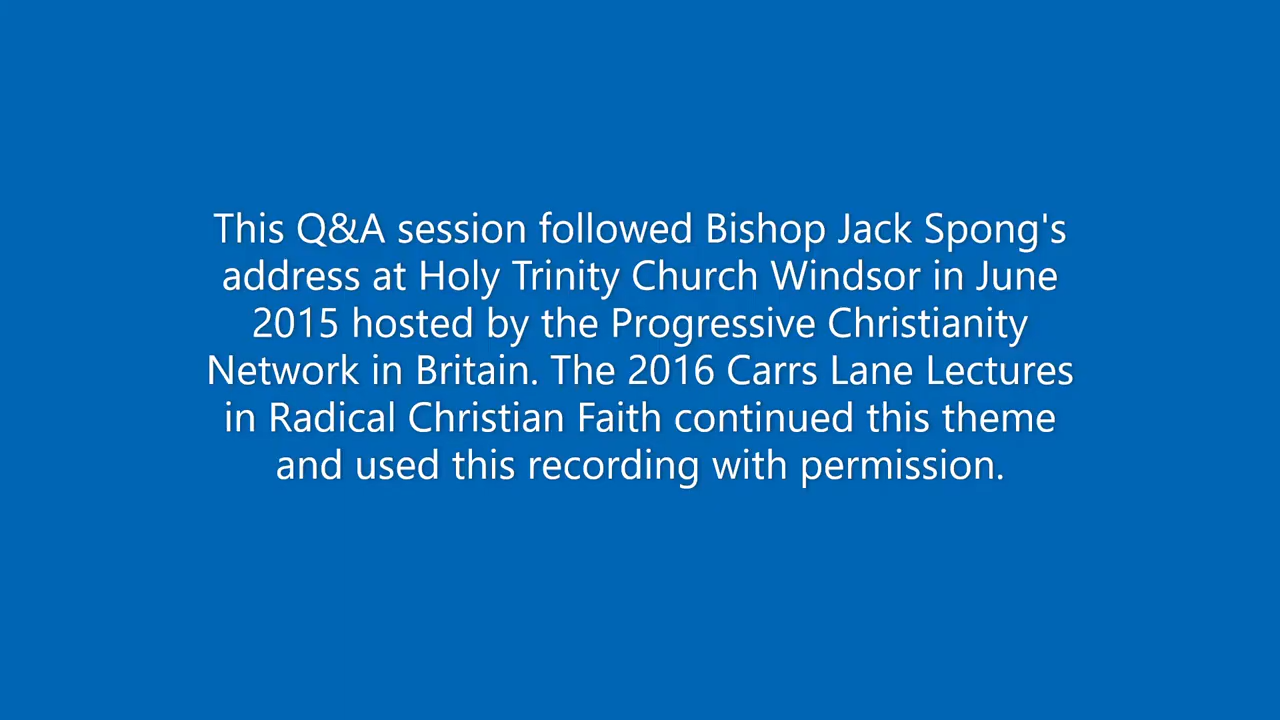 This Q&A session followed Bishop Jack Spong's
address at Holy Trinity Church Windsor in June
2015 hosted by the Progressive Christianity
Network in Britain. The 2016 Carrs Lane Lectures
in Radical Christian Faith continued this theme
and used this recording with permission.